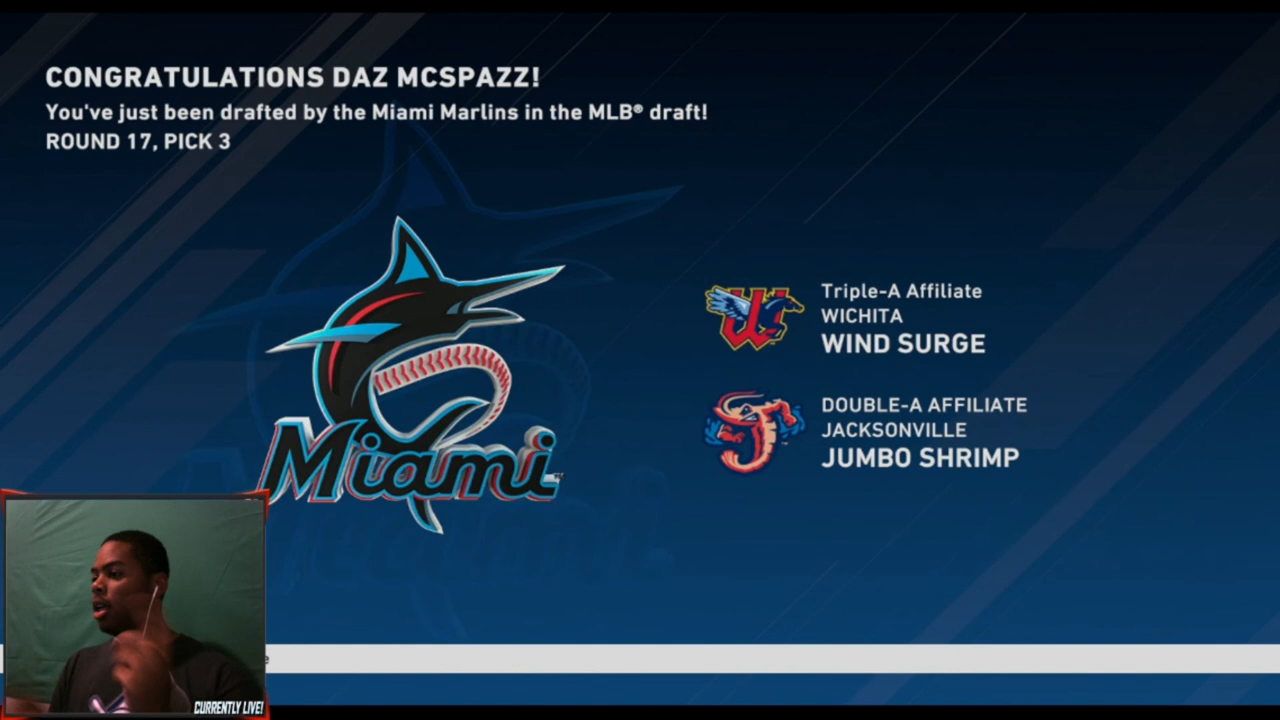 CONGRATULATIONS DAZ MCSPAZZ!
You've just been drafted by the Miami Marlins in the MLB® draft!
ROUND 17, PICK 3
Triple-A Affiliate
WICHITA
WIND SURGE
DOUBLE-A AFFILIATE
JACKSONVILLE
JUMBO SHRIMP
Miami
CURRENTLY LIVE!